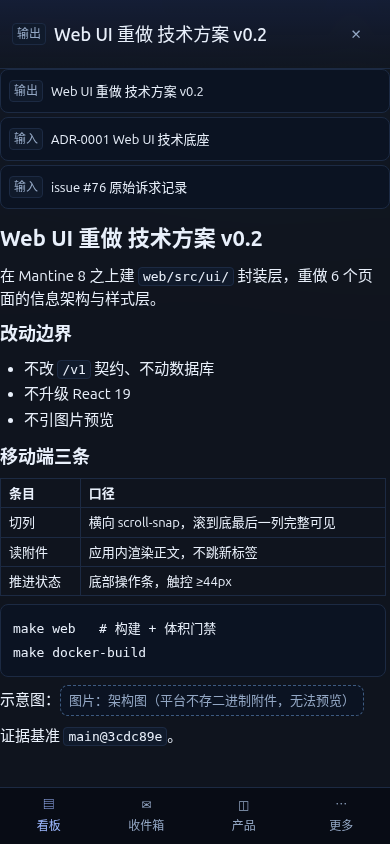 输出 Web UI 重做 技术方案 v0.2 ✕
输出 Web UI 重做 技术方案 v0.2
输入 ADR-0001 Web UI 技术底座
输入 issue #76 原始诉求记录
Web UI 重做 技术方案 v0.2
在 Mantine 8 之上建 web/src/ui/ 封装层，重做 6 个页
面的信息架构与样式层。
改动边界
• 不改 /v1 契约、不动数据库
• 不升级 React 19
• 不引图片预览
移动端三条
条目 口径
切列 横向 scroll-snap，滚到底最后一列完整可见
读附件 应用内渲染正文，不跳新标签
推进状态 底部操作条，触控 ≥44px
make web   # 构建 + 体积门禁
make docker-build
示意图：图片：架构图（平台不存二进制附件，无法预览）
证据基准 main@3cdc89e。
看板 收件箱 产品 更多